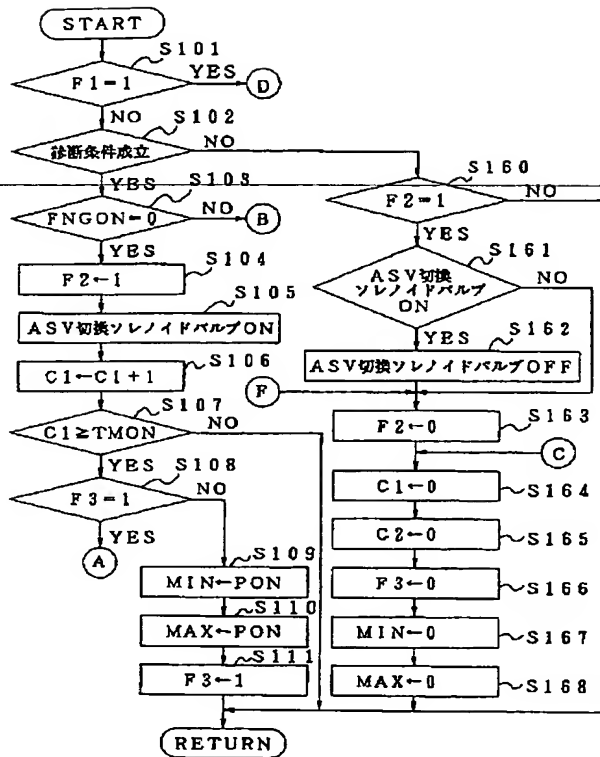 START
S101
F1=1
YES
D
NO
S102
診断条件成立
NO
YES
S103
FNGON=0
NO
B
YES
S104
F2←1
S105
ASV切換ソレノイドバルブON
S106
C1←C1+1
S107
C1≧TMON
NO
YES
S108
F3=1
NO
YES
A
S109
MIN←PON
S110
MAX←PON
S111
F3←1
RETURN
S160
F2=1
NO
YES
S161
ASV切換
ソレノイドバルブ
ON
NO
YES
S162
ASV切換ソレノイドバルブOFF
F
F2←0
S163
C
C1←0
S164
C2←0
S165
F3←0
S166
MIN←0
S167
MAX←0
S168